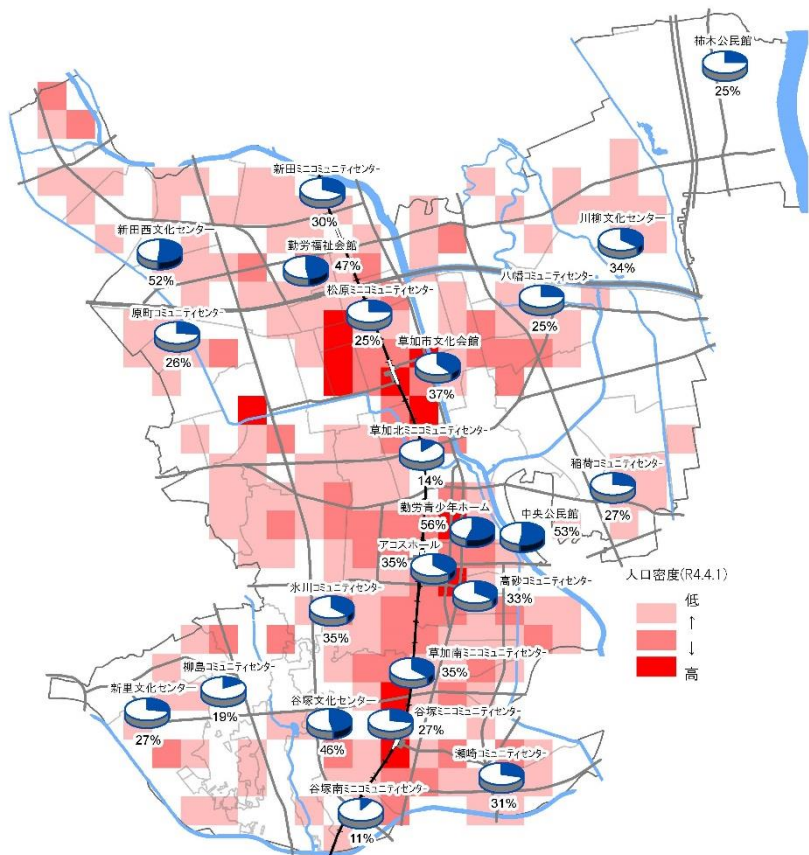 柿木公民館
25%
新田ミニコミュニティセンター
30%
新田西文化センター
52%
勤労福祉会館
47%
川柳文化センター
34%
松原ミニコミュニティセンター
25%
八幡コミュニティセンター
25%
原町コミュニティセンター
26%
草加市文化会館
37%
草加北ミニコミュニティセンター
14%
稲荷コミュニティセンター
27%
勤労青少年ホーム
56%
中央公民館
53%
アコスホール
35%
高砂コミュニティセンター
33%
氷川コミュニティセンター
35%
人口密度(R4.4.1)
低
↑
↓
高
草加南ミニコミュニティセンター
35%
柳島コミュニティセンター
19%
新里文化センター
27%
谷塚文化センター
46%
谷塚ミニコミュニティセンター
27%
瀬崎コミュニティセンター
31%
谷塚南ミニコミュニティセンター
11%